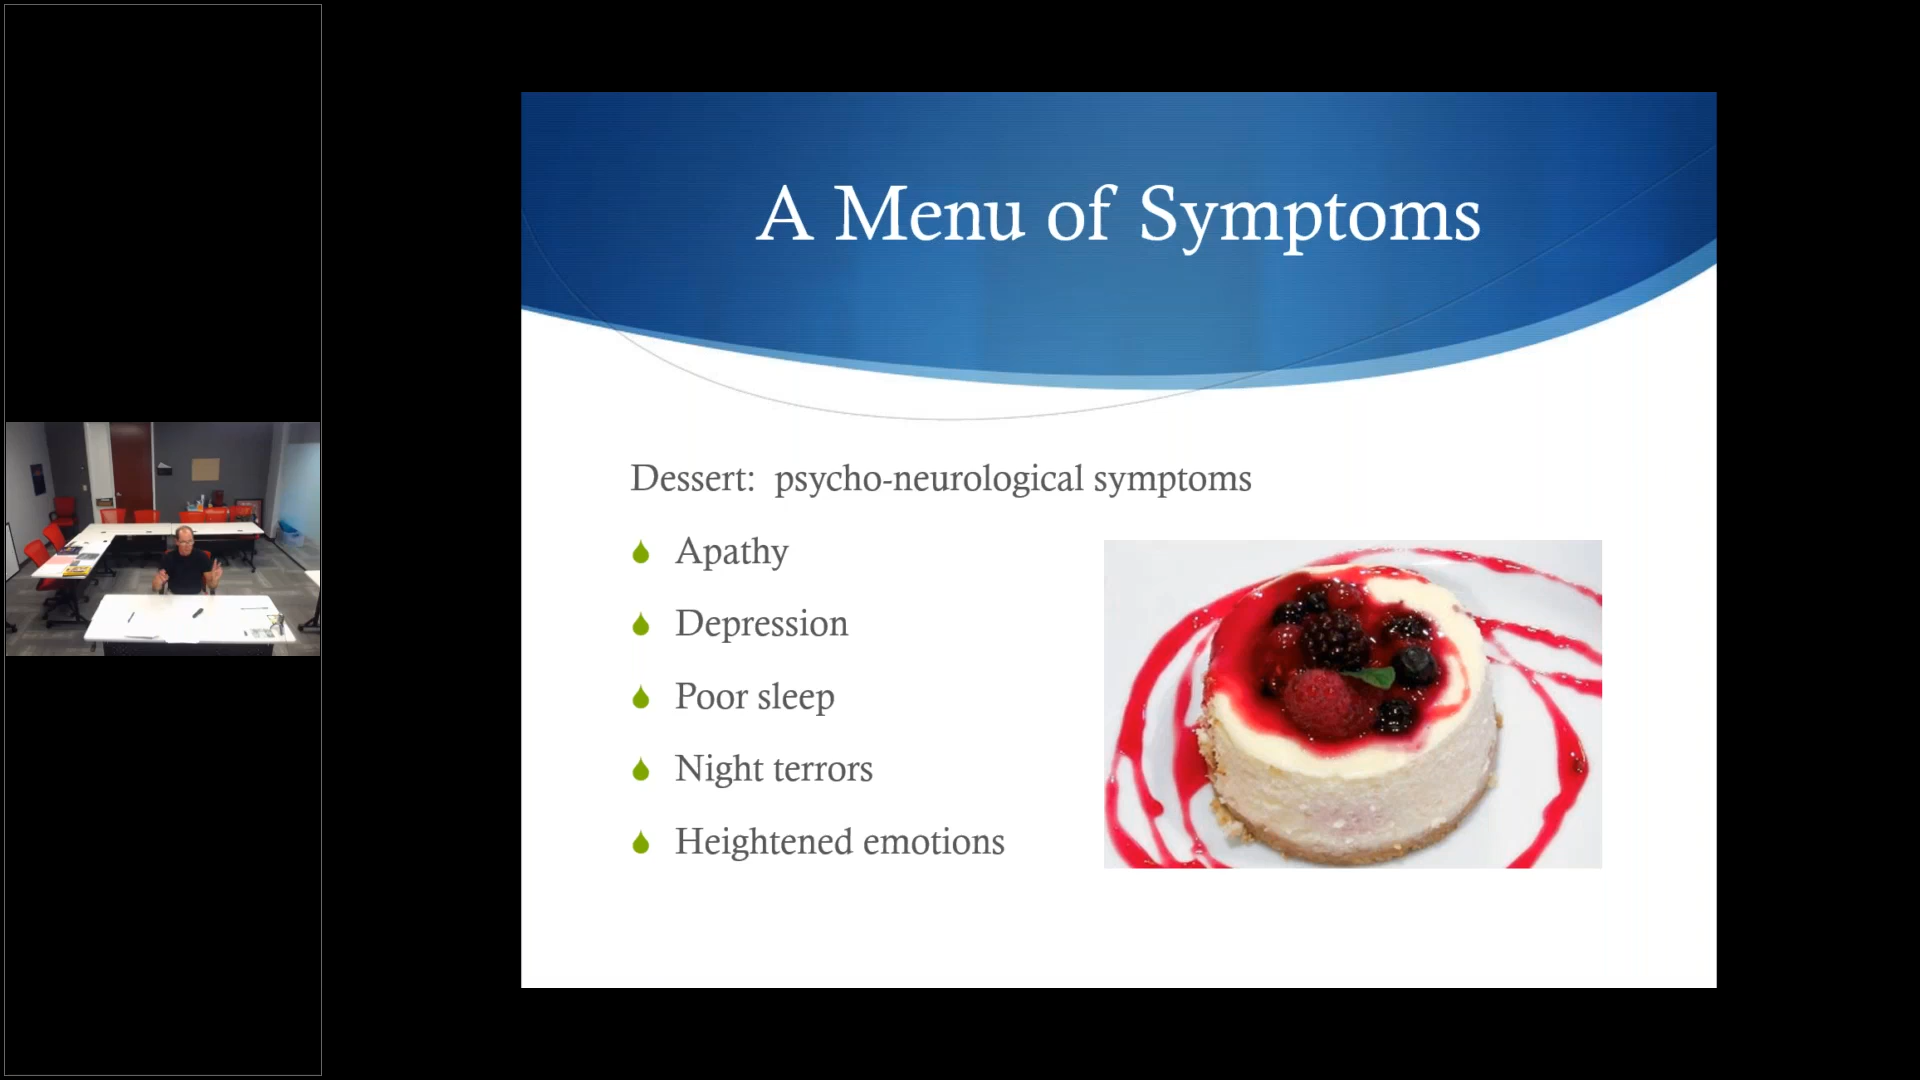 A Menu of Symptoms
Dessert: psycho-neurological symptoms
Apathy
Depression
Poor sleep
Night terrors
Heightened emotions